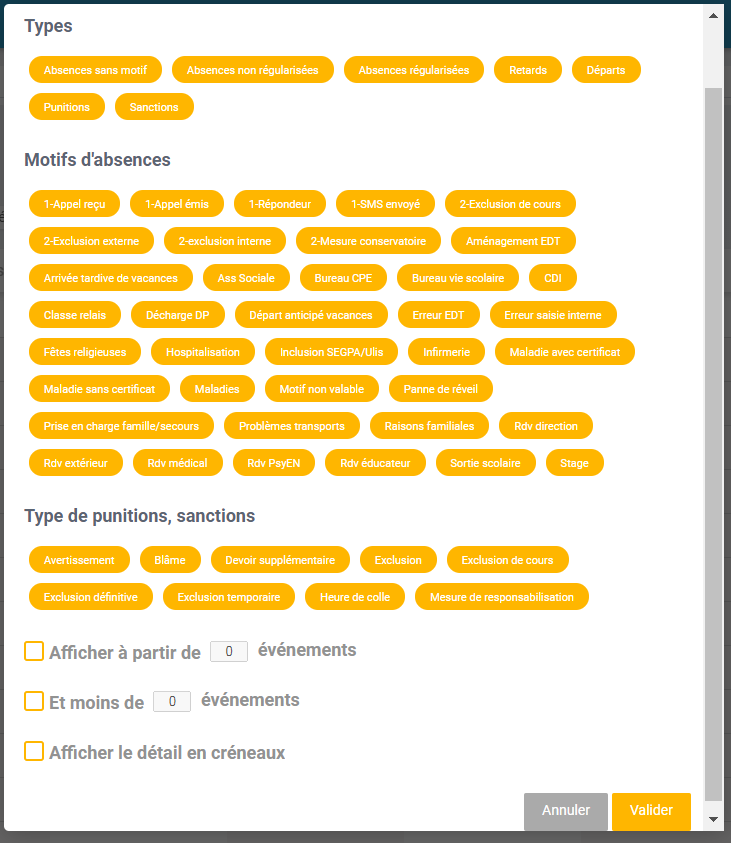 Types
Absences sans motif Absences non régularisées Absences régularisées Retards Départs
Punitions Sanctions
Motifs d'absences
1-Appel reçu 1-Appel émis 1-Répondeur 1-SMS envoyé 2-Exclusion de cours
2-Exclusion externe 2-exclusion interne 2-Mesure conservatoire Aménagement EDT
Arrivée tardive de vacances Ass Sociale Bureau CPE Bureau vie scolaire CDI
Classe relais Décharge DP Départ anticipé vacances Erreur EDT Erreur saisie interne
Fêtes religieuses Hospitalisation Inclusion SEGPA/Ulis Infirmerie Maladie avec certificat
Maladie sans certificat Maladies Motif non valable Panne de réveil
Prise en charge famille/secours Problèmes transports Raisons familiales Rdv direction
Rdv extérieur Rdv médical Rdv PsyEN Rdv éducateur Sortie scolaire Stage
Type de punitions, sanctions
Avertissement Blâme Devoir supplémentaire Exclusion Exclusion de cours
Exclusion définitive Exclusion temporaire Heure de colle Mesure de responsabilisation
Afficher à partir de 0 événements
Et moins de 0 événements
Afficher le détail en créneaux
Annuler Valider